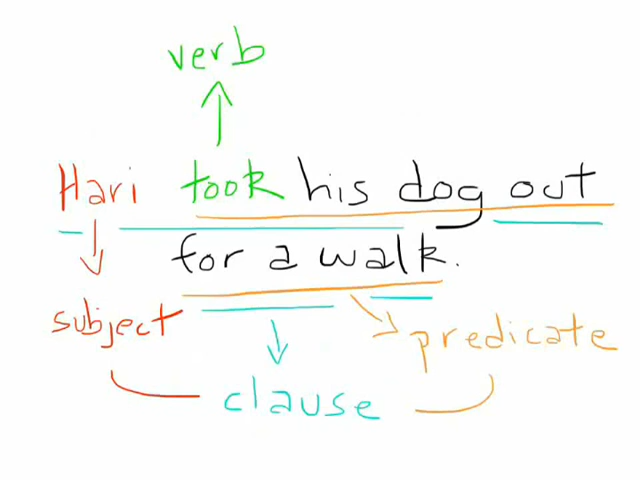 verb
Hari took his dog out
for a walk.
subject
predicate
clause